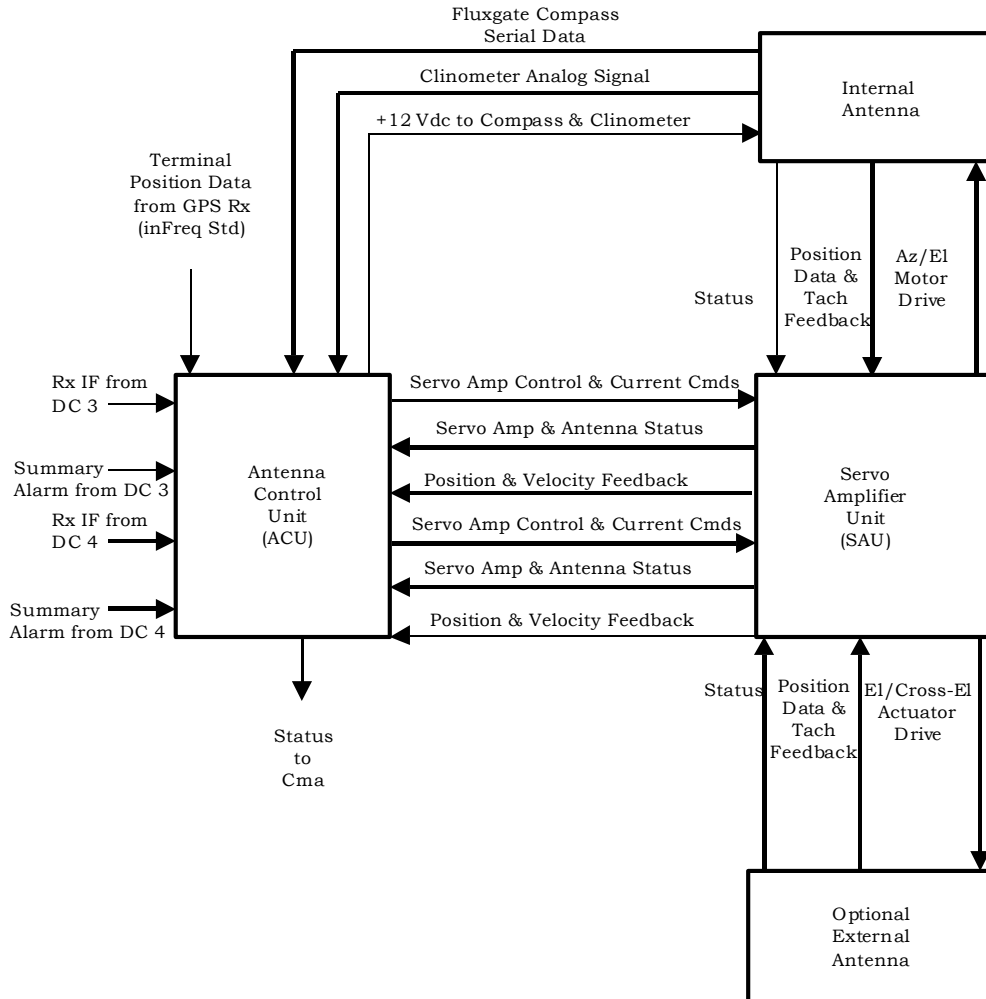 Fluxgate Compass
Serial Data
Clinometer Analog Signal
+12 Vdc to Compass & Clinometer
Internal
Antenna
Terminal
Position Data
from GPS Rx
(inFreq Std)
Status
Position
Data &
Tach
Feedback
Az/El
Motor
Drive
Rx IF from
DC 3
Summary
Alarm from DC 3
Rx IF from
DC 4
Summary
Alarm from DC 4
Antenna
Control
Unit
(ACU)
Servo Amp Control & Current Cmds
Servo Amp & Antenna Status
Position & Velocity Feedback
Servo Amp Control & Current Cmds
Servo Amp & Antenna Status
Position & Velocity Feedback
Servo
Amplifier
Unit
(SAU)
Status
to
Cma
Status
Position
Data &
Tach
Feedback
El/Cross-El
Actuator
Drive
Optional
External
Antenna